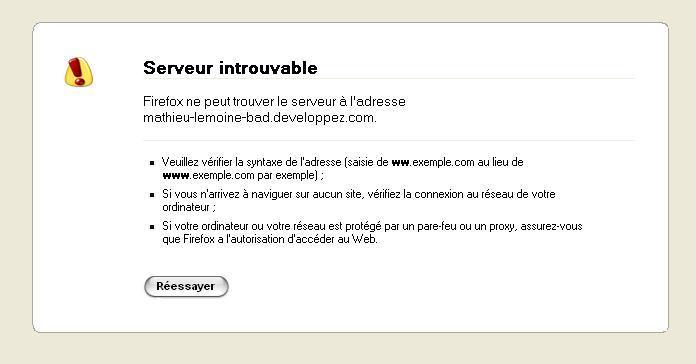 Serveur introuvable
Firefox ne peut trouver le serveur à l'adresse
mathieu-lemoine-bad.developpez.com.
Veuillez vérifier la syntaxe de l'adresse (saisie de ww.exemple.com au lieu de
www.exemple.com par exemple) ;
Si vous n'arrivez à naviguer sur aucun site, vérifiez la connexion au réseau de votre
ordinateur ;
Si votre ordinateur ou votre réseau est protégé par un pare-feu ou un proxy, assurez-vous
que Firefox a l'autorisation d'accéder au Web.
Réessayer